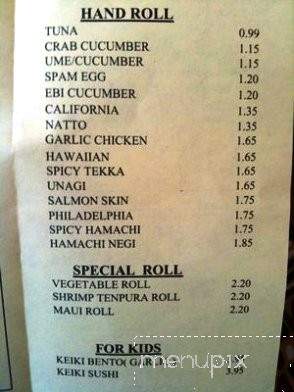 HAND ROLL
TUNA 0.99
CRAB CUCUMBER 1.15
UME/CUCUMBER 1.15
SPAM EGG 1.20
EBI CUCUMBER 1.20
CALIFORNIA 1.35
NATTO 1.35
GARLIC CHICKEN 1.65
HAWAIIAN 1.65
SPICY TEKKA 1.65
UNAGI 1.65
SALMON SKIN 1.75
PHILADELPHIA 1.75
SPICY HAMACHI 1.75
HAMACHI NEGI 1.85
SPECIAL ROLL
VEGETABLE ROLL 2.20
SHRIMP TENPURA ROLL 2.20
MAUI ROLL 2.20
FOR KIDS
KEIKI BENTO(
KEIKI SUSHI 3.95
menupix